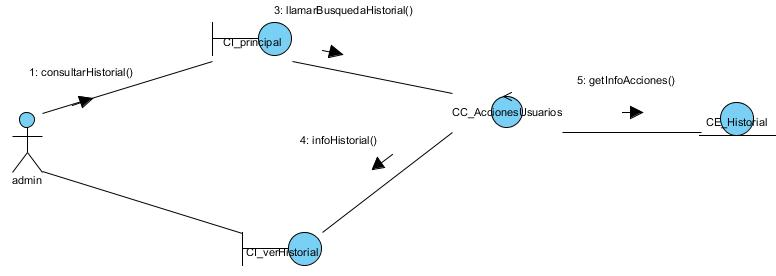 3: llamarBusquedaHistorial()
CI_principal
1: consultarHistorial()
5: getInfoAcciones()
CC_AccionesUsuarios
CE_Historial
4: infoHistorial()
admin
CI_verHistorial